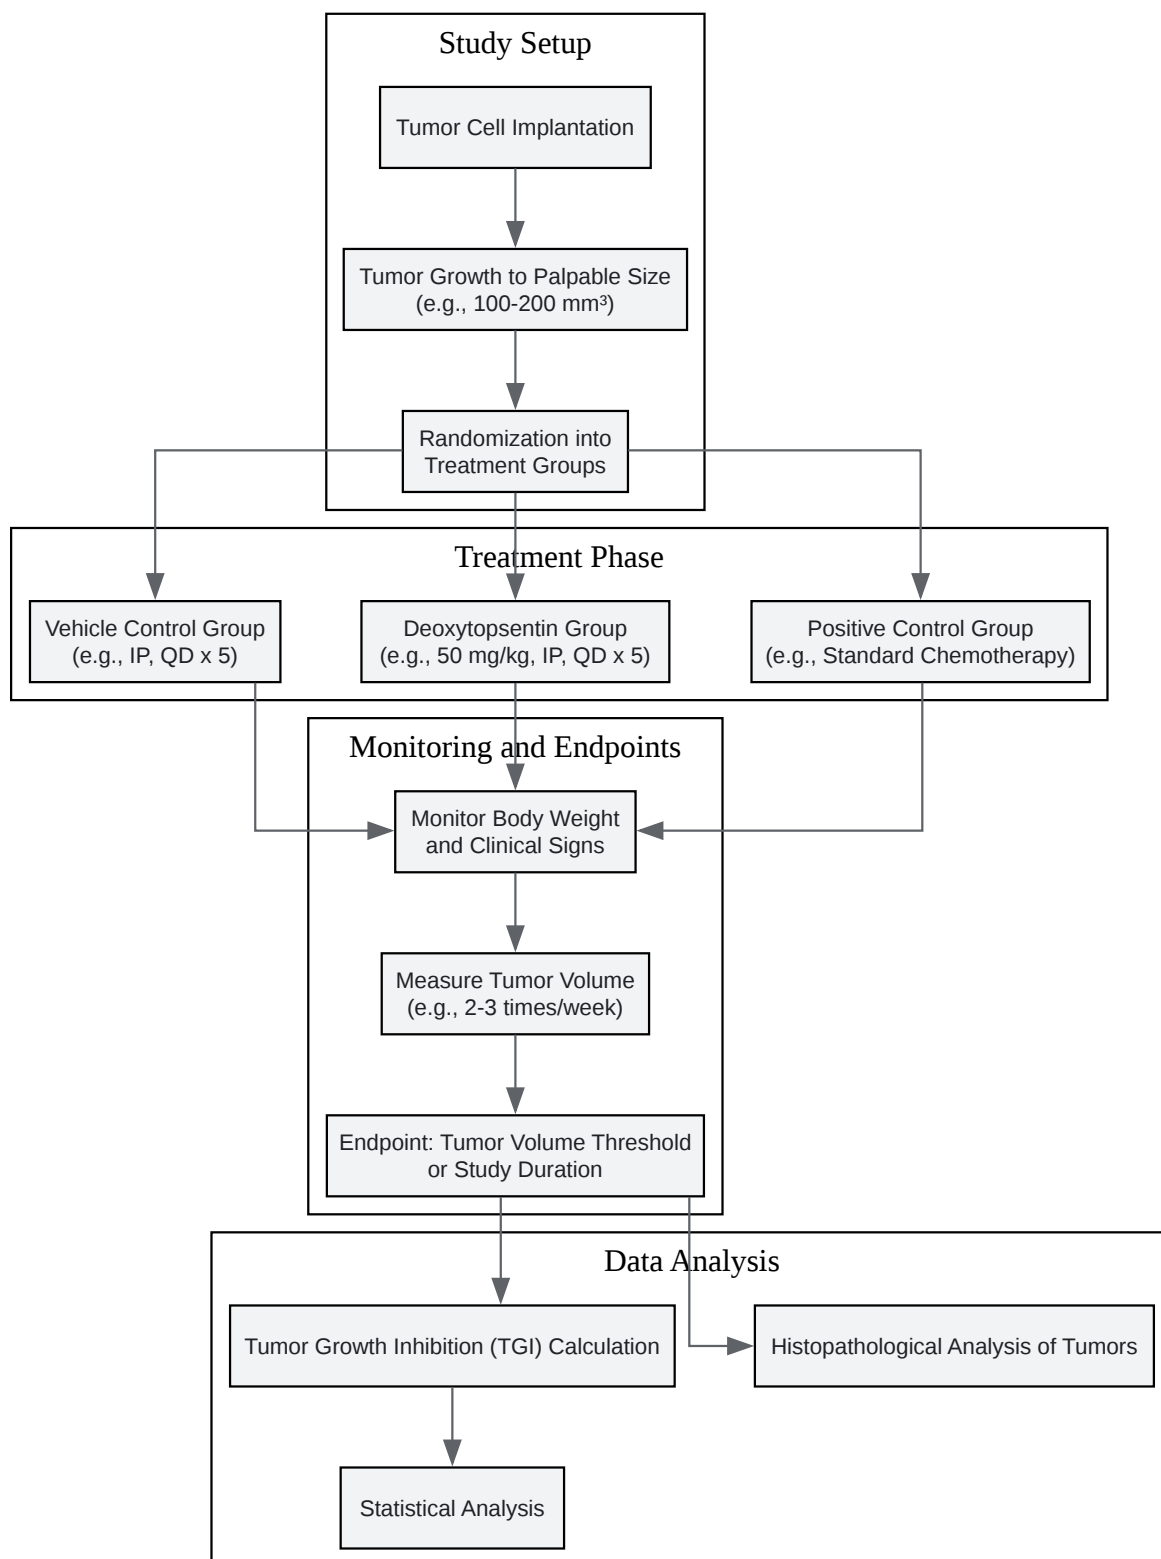 Study Setup
Tumor Cell Implantation
Tumor Growth to Palpable Size
(e.g., 100-200 mm³)
Randomization into
Treatment Groups
Treatment Phase
Vehicle Control Group
(e.g., IP, QD x 5)
Deoxytopsentin Group
(e.g., 50 mg/kg, IP, QD x 5)
Positive Control Group
(e.g., Standard Chemotherapy)
Monitoring and Endpoints
Monitor Body Weight
and Clinical Signs
Measure Tumor Volume
(e.g., 2-3 times/week)
Endpoint: Tumor Volume Threshold
or Study Duration
Data Analysis
Tumor Growth Inhibition (TGI) Calculation
Histopathological Analysis of Tumors
Statistical Analysis